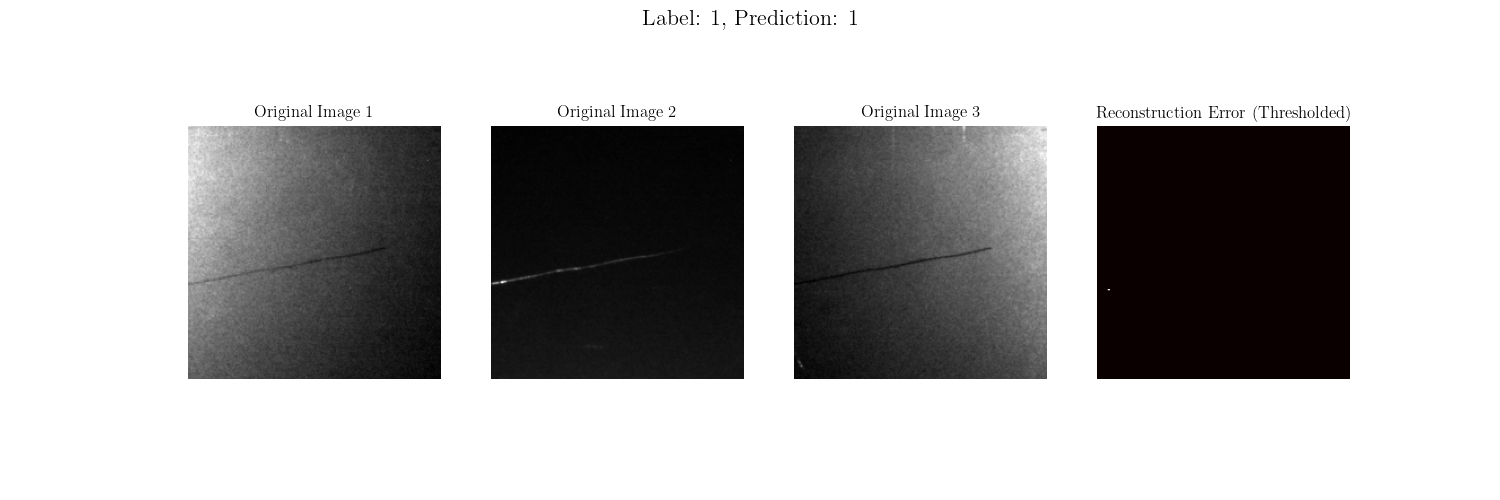 Label: 1, Prediction: 1
Original Image 1
Original Image 2
Original Image 3
Reconstruction Error (Thresholded)